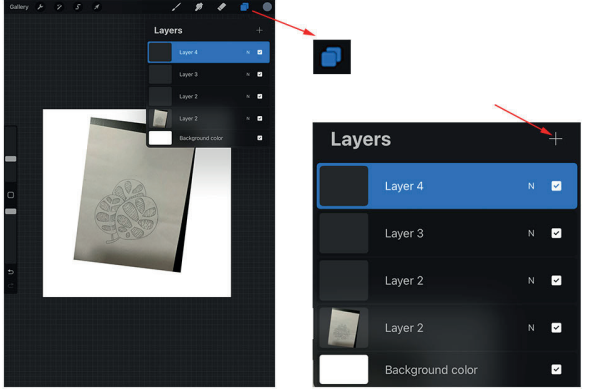 Gallery
Layers
Layer 4 N
Layer 3 N
Layer 2 N
Layer 2 N
Background color
Layers
Layer 4 N
Layer 3 N
Layer 2 N
Layer 2 N
Background color